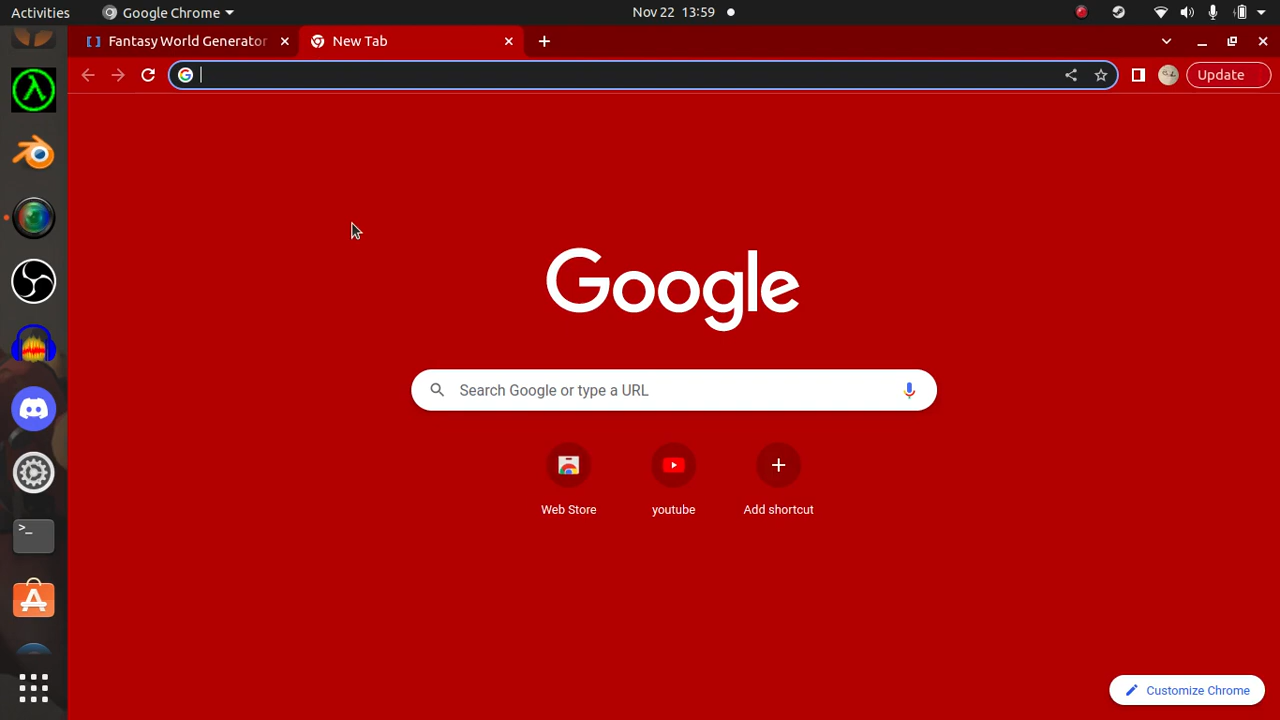 Activities
Google Chrome
Nov 22 13:59
Fantasy World Generator
New Tab
Update
Google
Search Google or type a URL
Web Store
youtube
Add shortcut
>_
Customize Chrome